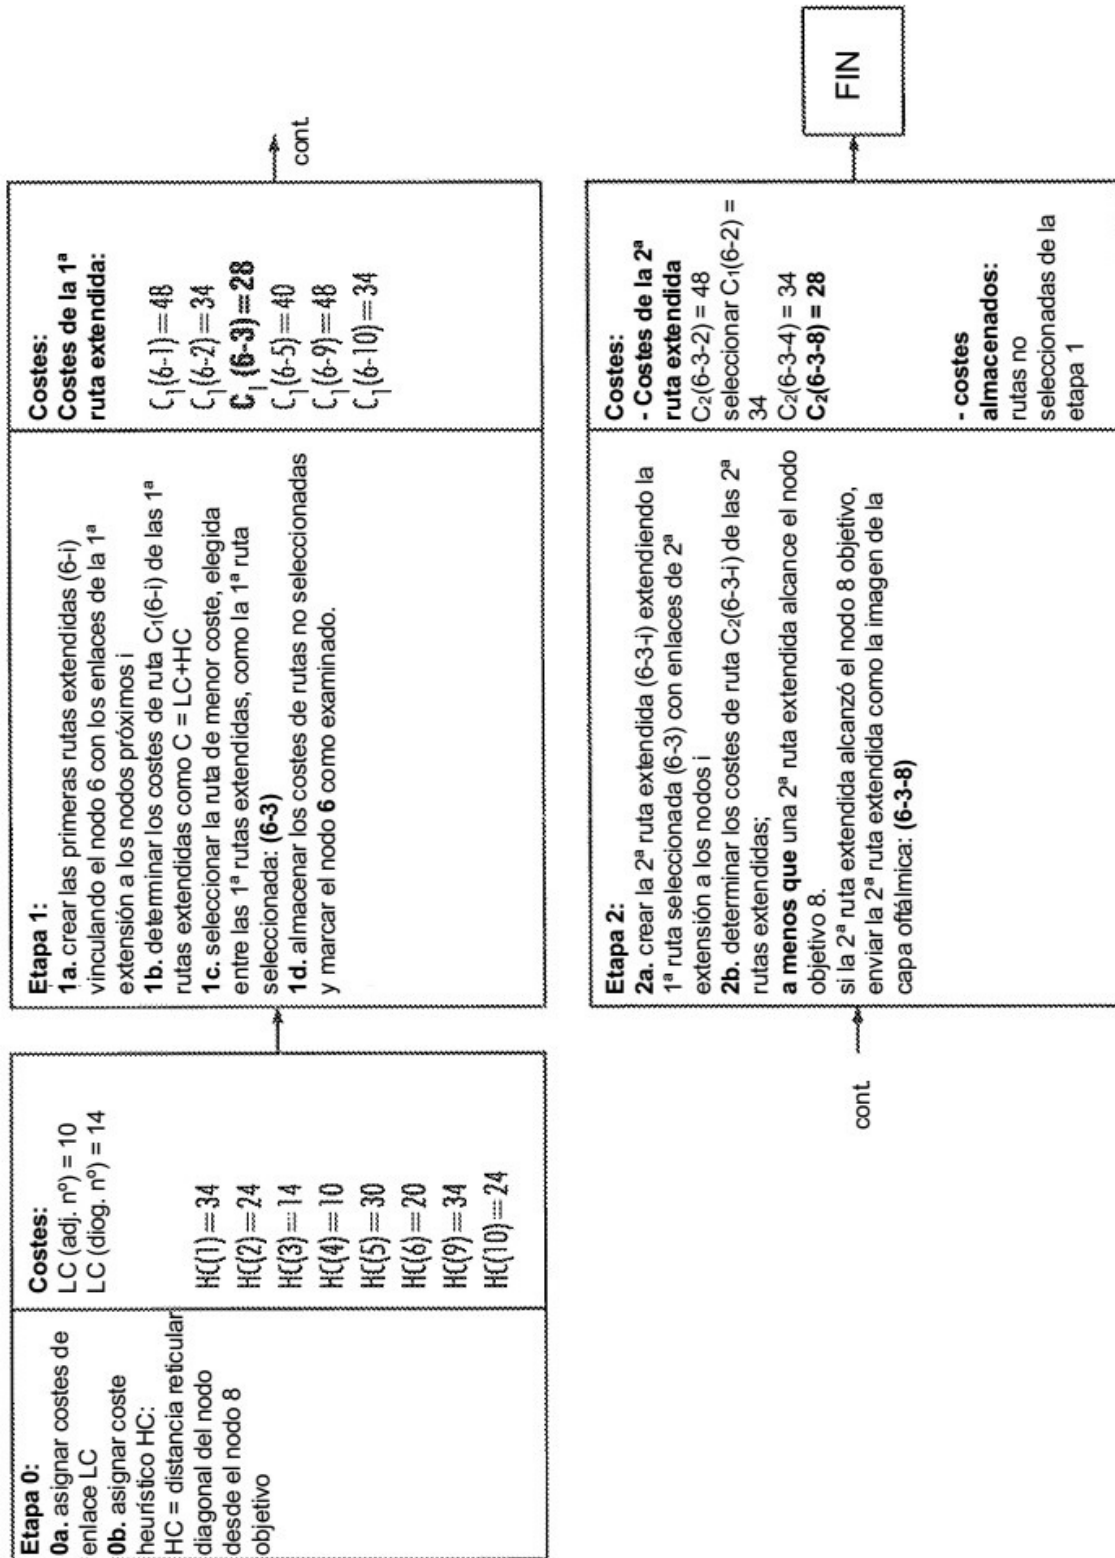 Etapa 0:
0a. asignar costes de
enlace LC
0b. asignar coste
heurístico HC:
HC = distancia reticular
diagonal del nodo
desde el nodo 8
objetivo
Costes:
LC (adj. nº) = 10
LC (diog. nº) = 14
HC(1)=34
HC(2)=24
HC(3)=14
HC(4)=10
HC(5)=30
HC(6)=20
HC(9)=34
HC(10)=24
Etapa 1:
1a. crear las primeras rutas extendidas (6-i)
vinculando el nodo 6 con los enlaces de la 1ª
extensión a los nodos próximos i
1b. determinar los costes de ruta C₁(6-i) de las 1ª
rutas extendidas como C = LC+HC
1c. seleccionar la ruta de menor coste, elegida
entre las 1ª rutas extendidas, como la 1ª ruta
seleccionada: (6-3)
1d. almacenar los costes de rutas no seleccionadas
y marcar el nodo 6 como examinado.
Costes:
Costes de la 1ª
ruta extendida:
C₁(6-1)=48
C₁(6-2)=34
C₁(6-3)=28
C₁(6-5)=40
C₁(6-9)=48
C₁(6-10)=34
cont.
cont.
Etapa 2:
2a. crear la 2ª ruta extendida (6-3-i) extendiendo la
1ª ruta seleccionada (6-3) con enlaces de 2ª
extensión a los nodos i
2b. determinar los costes de ruta C₂(6-3-i) de las 2ª
rutas extendidas;
a menos que una 2ª ruta extendida alcance el nodo
objetivo 8.
si la 2ª ruta extendida alcanzó el nodo 8 objetivo,
enviar la 2ª ruta extendida como la imagen de la
capa oftálmica: (6-3-8)
Costes:
- Costes de la 2ª
ruta extendida
C₂(6-3-2) = 48
seleccionar C₁(6-2) =
34
C₂(6-3-4) = 34
C₂(6-3-8) = 28
- costes
almacenados:
rutas no
seleccionadas de la
etapa 1
FIN